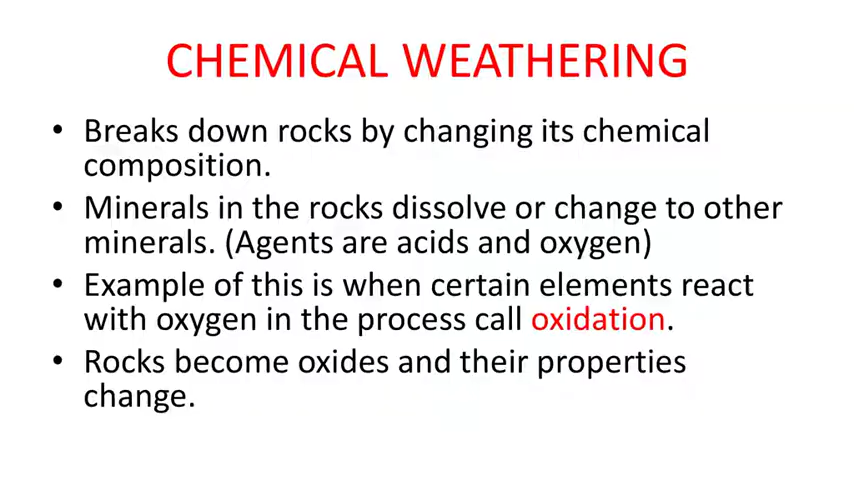 CHEMICAL WEATHERING
• Breaks down rocks by changing its chemical
composition.
• Minerals in the rocks dissolve or change to other
minerals. (Agents are acids and oxygen)
• Example of this is when certain elements react
with oxygen in the process call oxidation.
• Rocks become oxides and their properties
change.